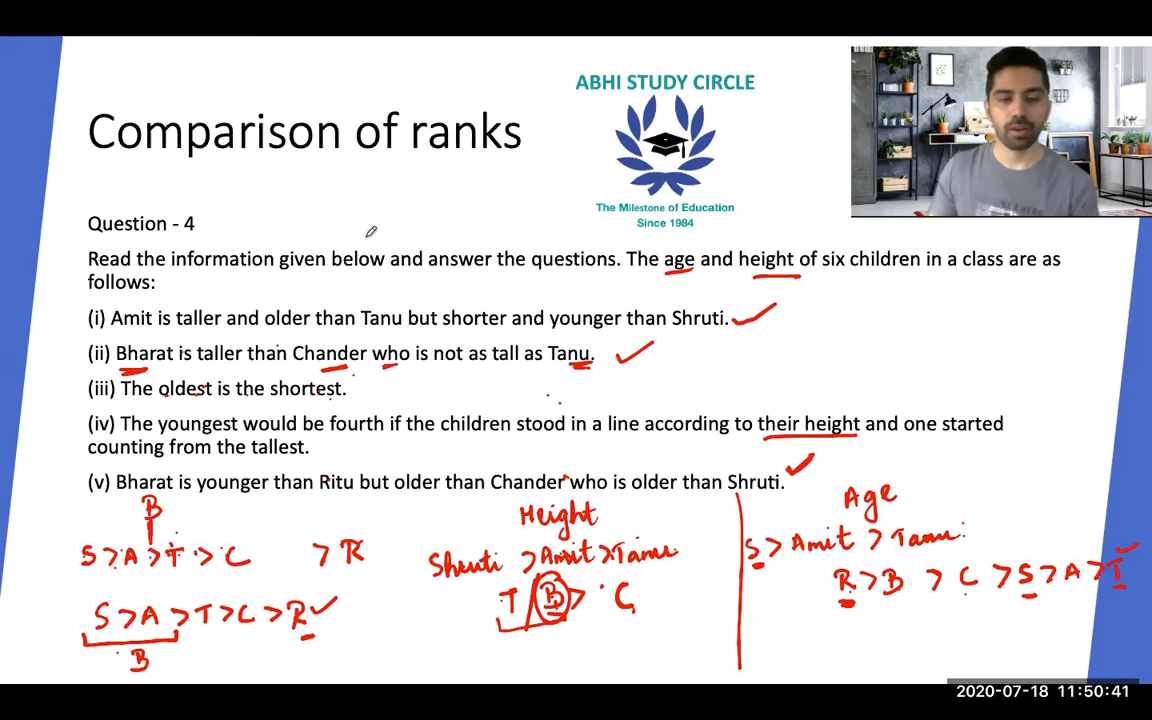 ABHI STUDY CIRCLE
Comparison of ranks
The Milestone of Education
Since 1984
Question - 4
Read the information given below and answer the questions. The age and height of six children in a class are as
follows:
(i) Amit is taller and older than Tanu but shorter and younger than Shruti.
(ii) Bharat is taller than Chander who is not as tall as Tanu.
(iii) The oldest is the shortest.
(iv) The youngest would be fourth if the children stood in a line according to their height and one started
counting from the tallest.
(v) Bharat is younger than Ritu but older than Chander who is older than Shruti.
B
S > A > T > C > R
S > A > T > C > R
B
Height
Shruti > Amit > Tanu
T / B > C
Age
S > Amit > Tanu
R > B > C > S > A > T
2020-07-18 11:50:41